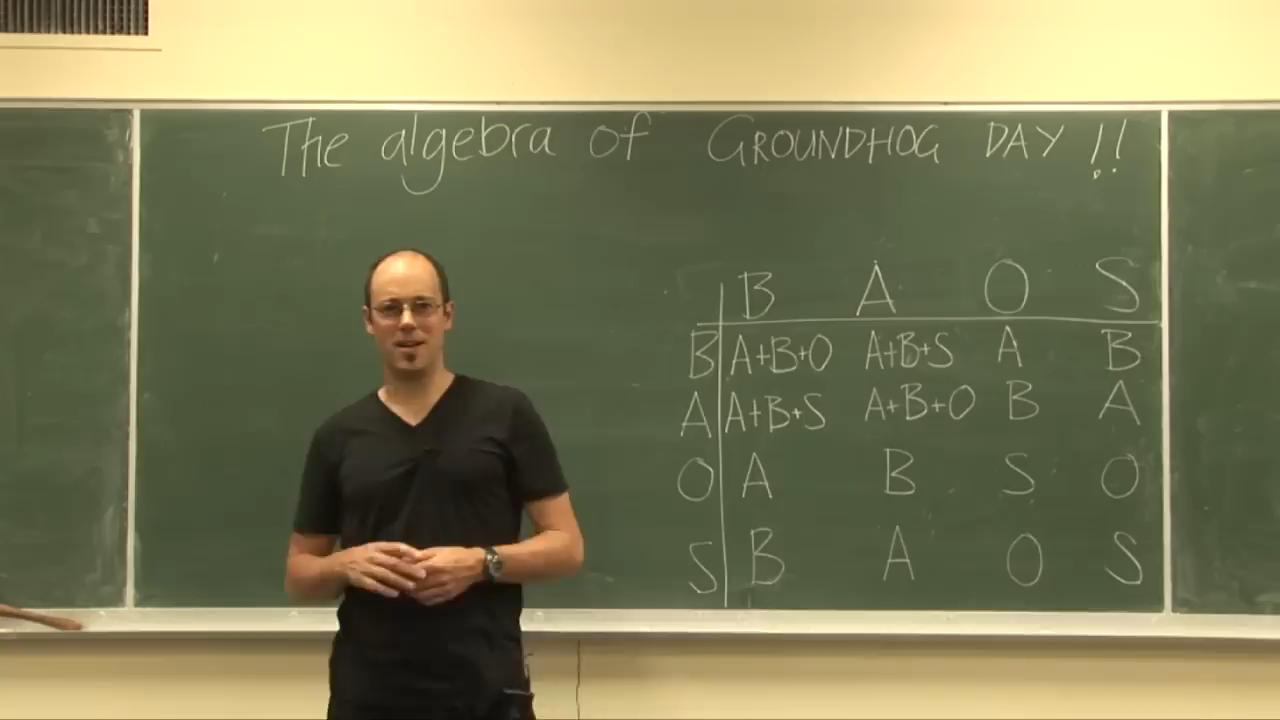 The algebra of GROUNDHOG DAY !!
B A O S
B A+B+O A+B+S A B
A A+B+S A+B+O B A
O A B S O
S B A O S